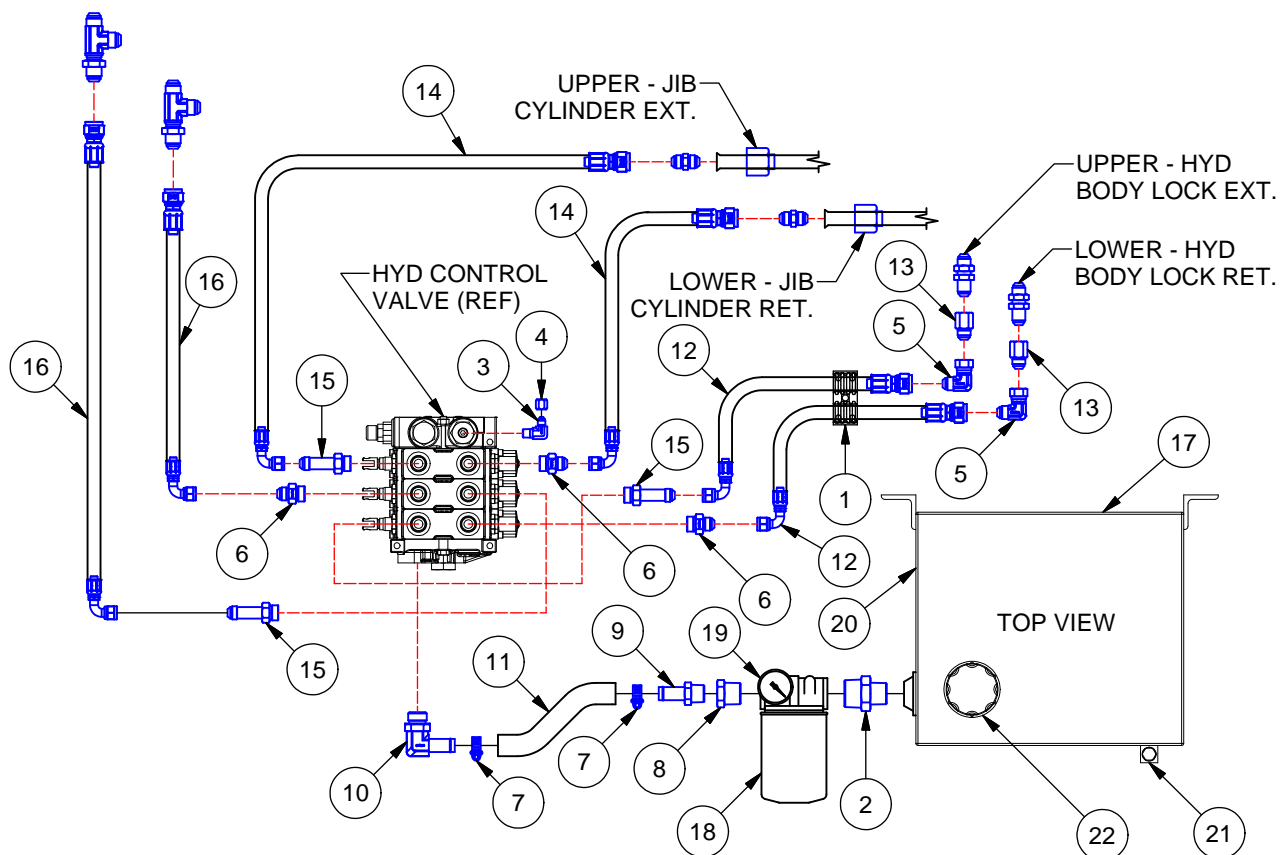 14
UPPER - JIB
CYLINDER EXT.
UPPER - HYD
BODY LOCK EXT.
14
16
HYD CONTROL
VALVE (REF)
LOWER - JIB
CYLINDER RET.
13
LOWER - HYD
BODY LOCK RET.
4
5
16
15
3
12
13
15
1
5
17
6
6
6
12
20
TOP VIEW
15
9
19
11
10
7
7
8
18
2
22
21